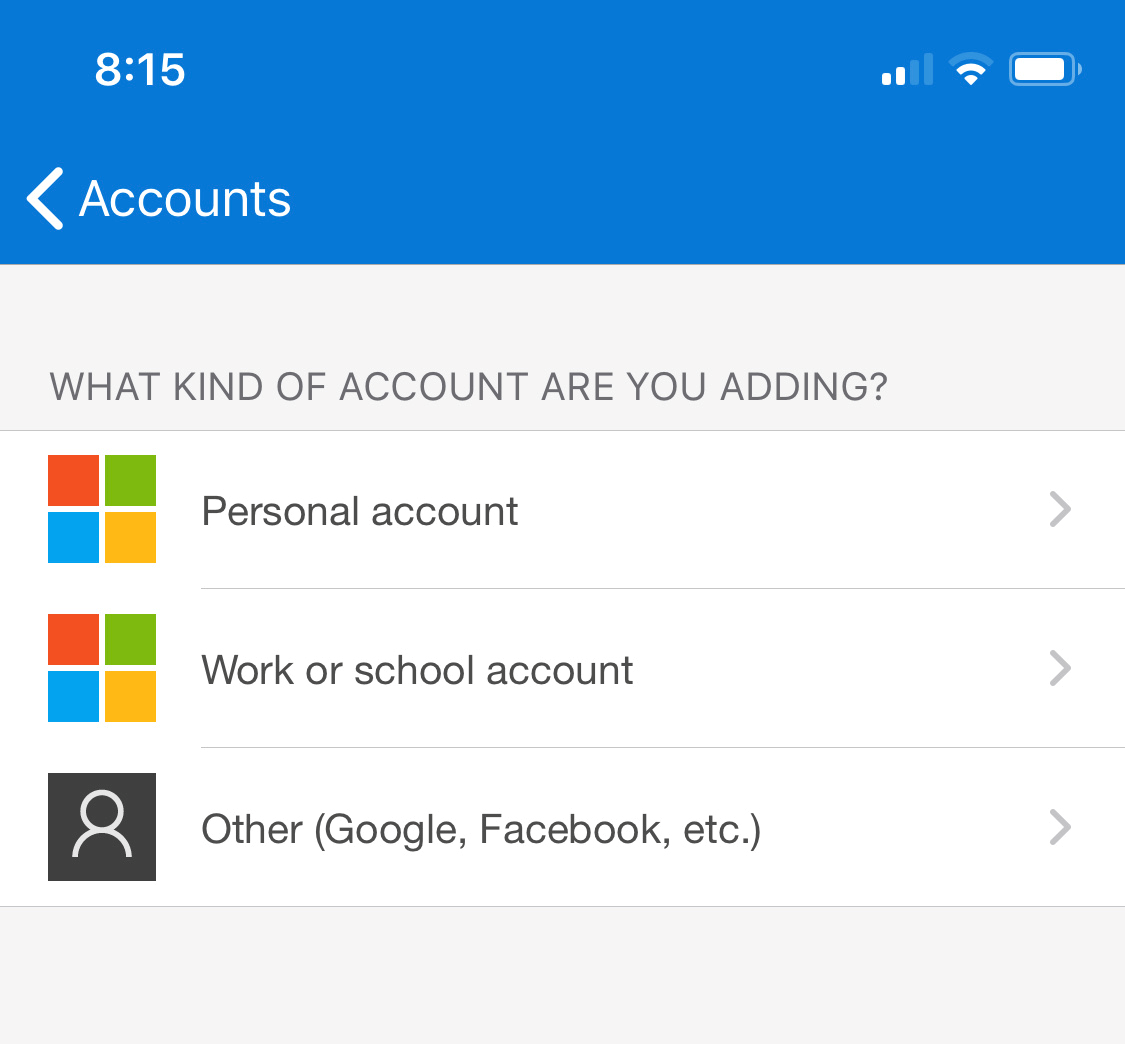 8:15
Accounts
WHAT KIND OF ACCOUNT ARE YOU ADDING?
Personal account
Work or school account
Other (Google, Facebook, etc.)